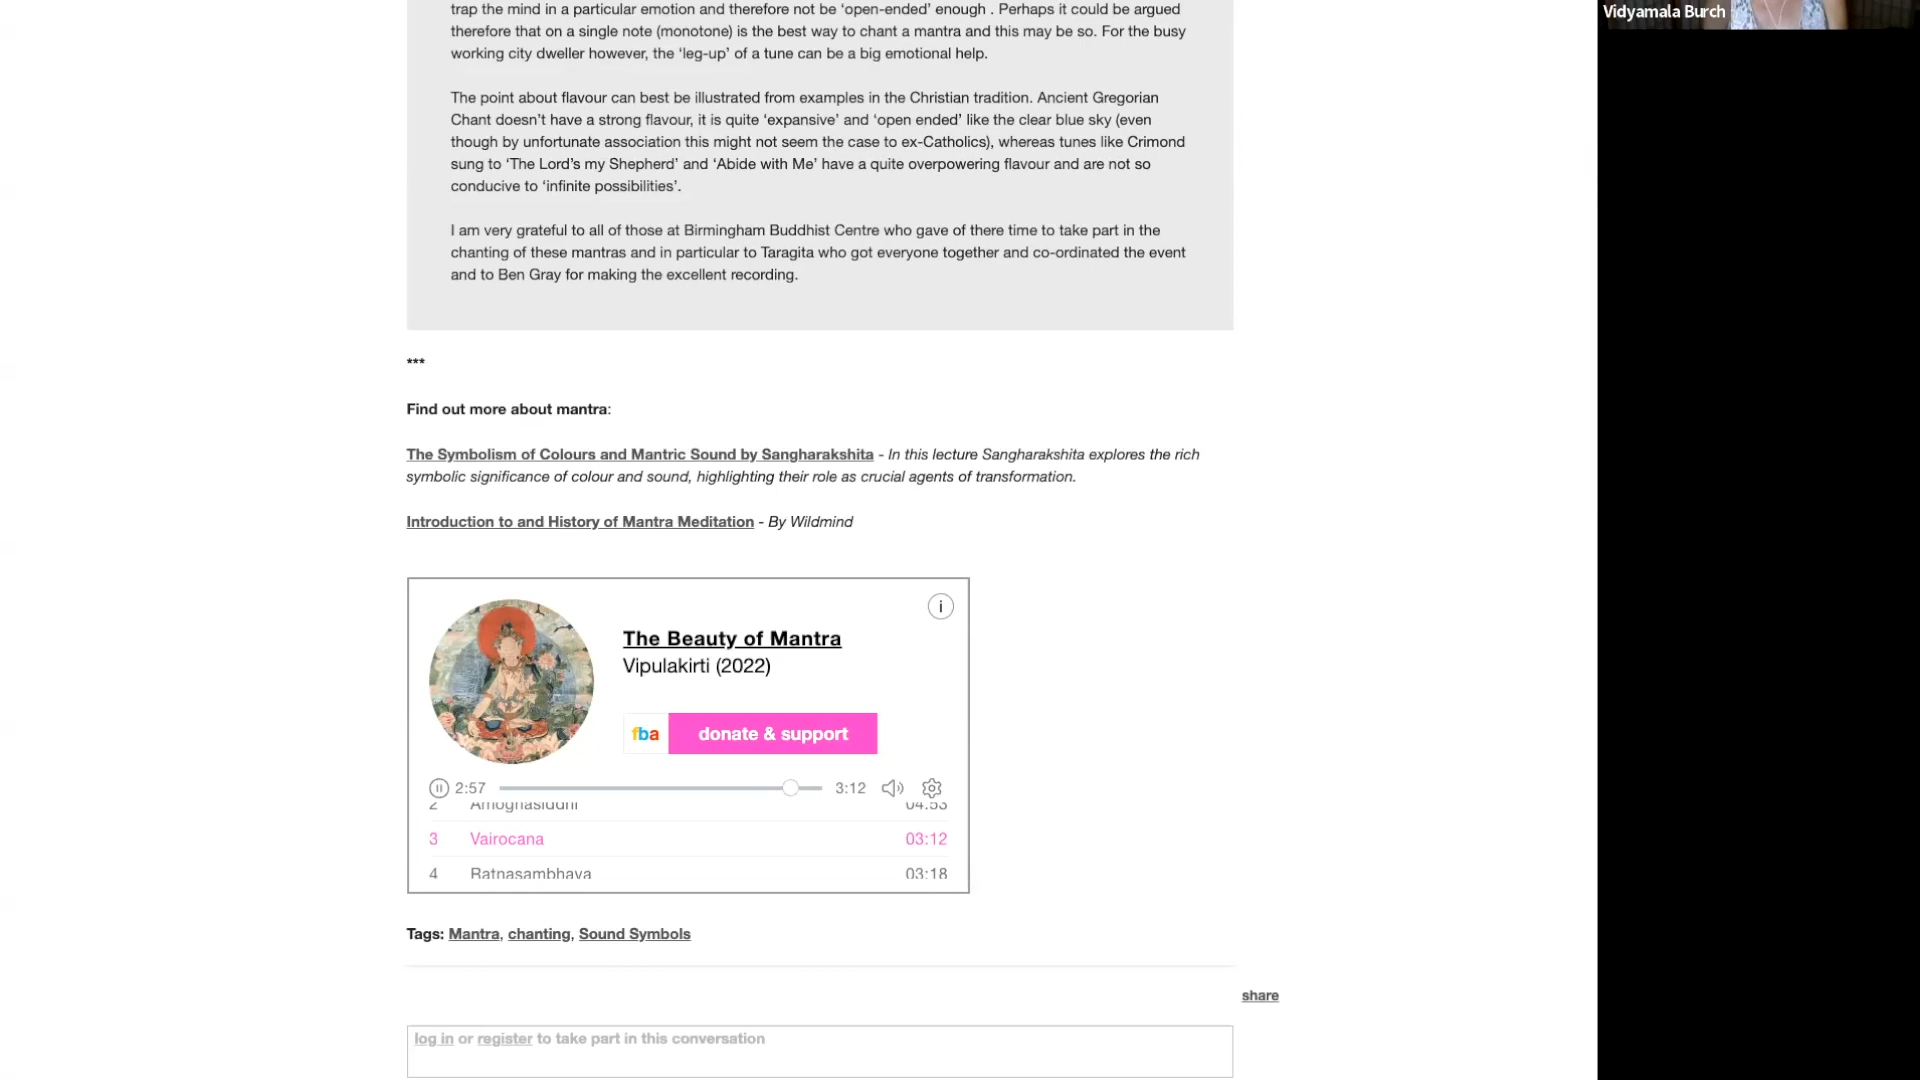 trap the mind in a particular emotion and therefore not be ‘open-ended’ enough . Perhaps it could be argued
therefore that on a single note (monotone) is the best way to chant a mantra and this may be so. For the busy
working city dweller however, the ‘leg-up’ of a tune can be a big emotional help.
The point about flavour can best be illustrated from examples in the Christian tradition. Ancient Gregorian
Chant doesn’t have a strong flavour, it is quite ‘expansive’ and ‘open ended’ like the clear blue sky (even
though by unfortunate association this might not seem the case to ex-Catholics), whereas tunes like Crimond
sung to ‘The Lord’s my Shepherd’ and ‘Abide with Me’ have a quite overpowering flavour and are not so
conducive to ‘infinite possibilities’.
I am very grateful to all of those at Birmingham Buddhist Centre who gave of there time to take part in the
chanting of these mantras and in particular to Taragita who got everyone together and co-ordinated the event
and to Ben Gray for making the excellent recording.
***
Find out more about mantra:
The Symbolism of Colours and Mantric Sound by Sangharakshita - In this lecture Sangharakshita explores the rich
symbolic significance of colour and sound, highlighting their role as crucial agents of transformation.
Introduction to and History of Mantra Meditation - By Wildmind
i
The Beauty of Mantra
Vipulakirti (2022)
fba donate & support
2:57 3:12
2 Amoghasiddhi 04:53
3 Vairocana 03:12
4 Ratnasambhava 03:18
Tags: Mantra, chanting, Sound Symbols
share
log in or register to take part in this conversation
Vidyamala Burch